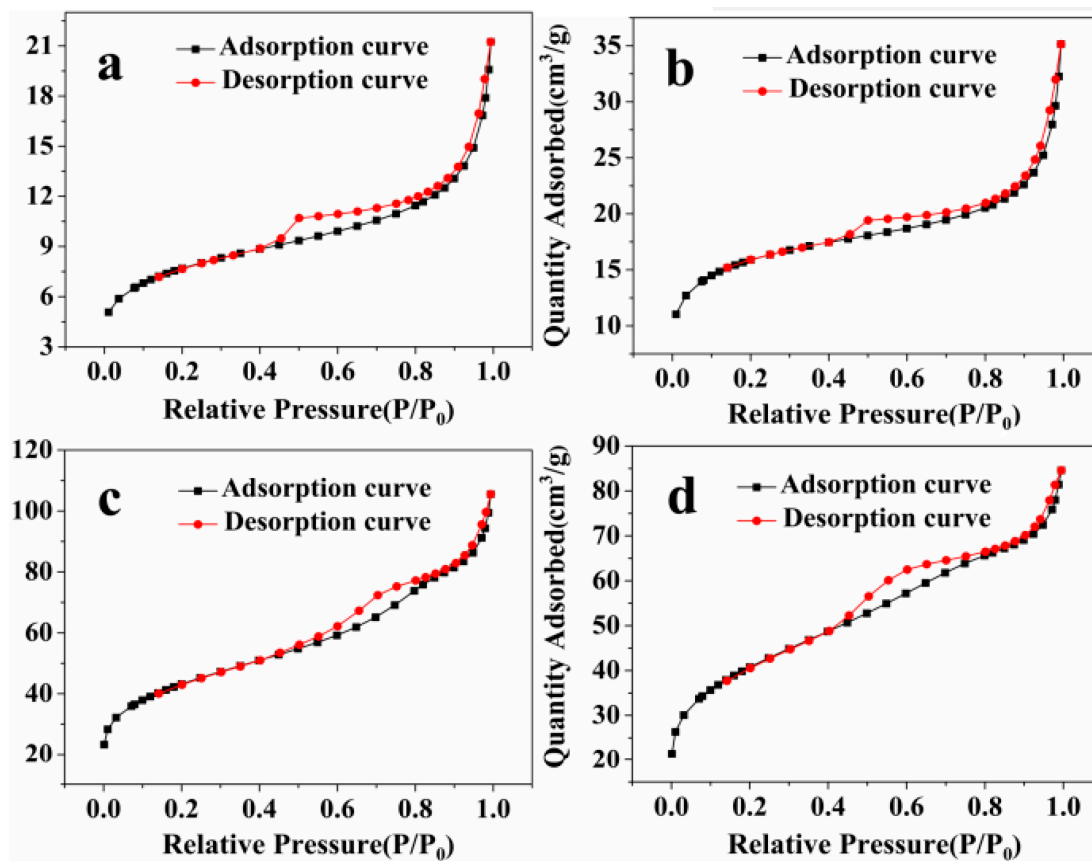 a
Adsorption curve
Desorption curve
21
18
15
12
9
6
3
0.0 0.2 0.4 0.6 0.8 1.0
Relative Pressure(P/P0)
b
Adsorption curve
Desorption curve
Quantity Adsorbed(cm3/g)
35
30
25
20
15
10
0.0 0.2 0.4 0.6 0.8 1.0
Relative Pressure(P/P0)
c
Adsorption curve
Desorption curve
120
100
80
60
40
20
0.0 0.2 0.4 0.6 0.8 1.0
Relative Pressure(P/P0)
d
Adsorption curve
Desorption curve
Quantity Adsorbed(cm3/g)
90
80
70
60
50
40
30
20
0.0 0.2 0.4 0.6 0.8 1.0
Relative Pressure(P/P0)